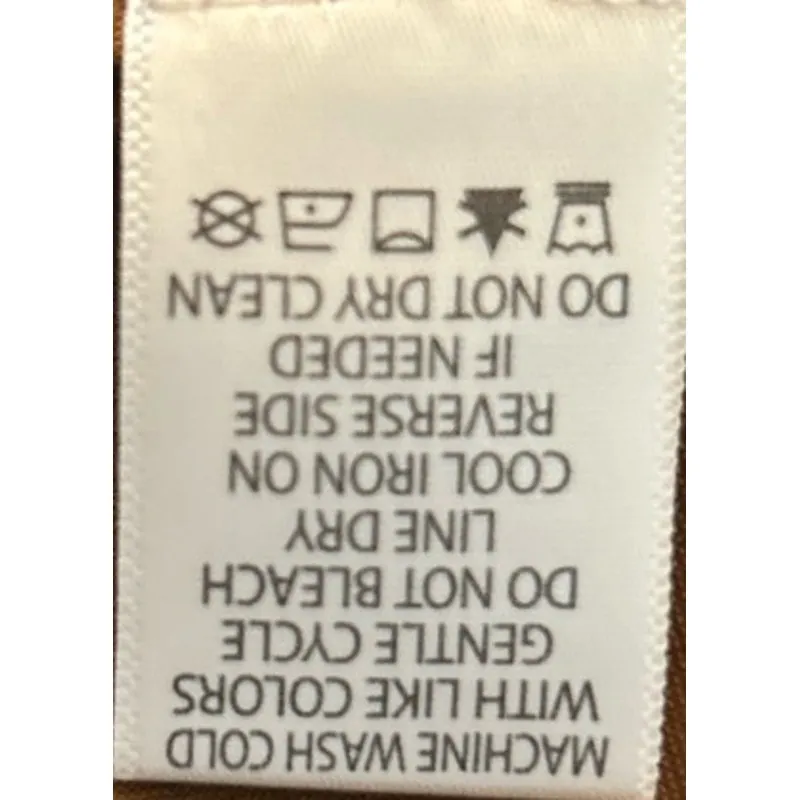 MACHINE WASH COLD
WITH LIKE COLORS
GENTLE CYCLE
DO NOT BLEACH
LINE DRY
COOL IRON ON
REVERSE SIDE
IF NEEDED
DO NOT DRY CLEAN